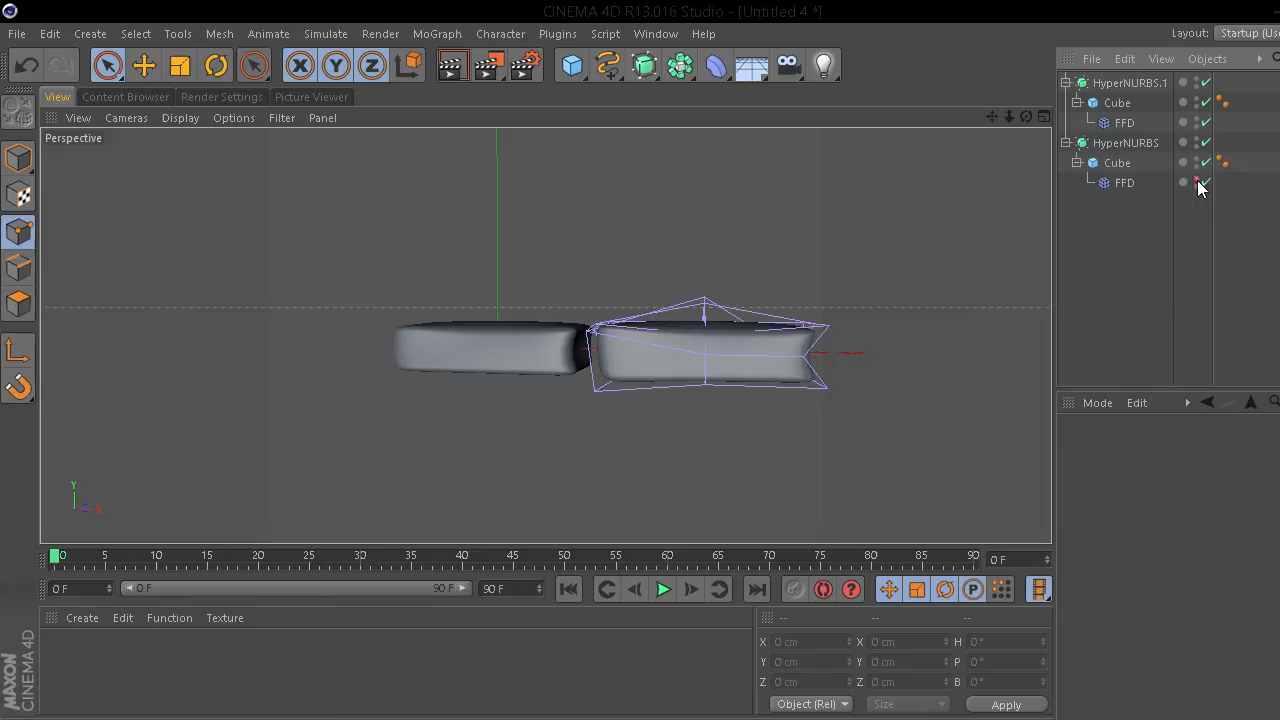 CINEMA 4D R13.016 Studio - [Untitled 4 *]
File Edit Create Select Tools Mesh Animate Simulate Render MoGraph Character Plugins Script Window Help
Layout: Startup (Us
X Y Z
View Content Browser Render Settings Picture Viewer
View Cameras Display Options Filter Panel
File Edit View Objects
HyperNURBS.1
Cube
FFD
HyperNURBS
Cube
FFD
Perspective
Mode Edit
Y
Z X
0 5 10 15 20 25 30 35 40 45 50 55 60 65 70 75 80 85 90
0 F
0 F 0 F 90 F 90 F
P
Create Edit Function Texture
-- -- --
X 0 cm X 0 cm H 0 °
Y 0 cm Y 0 cm P 0 °
Z 0 cm Z 0 cm B 0 °
Object (Rel) Size Apply
MAXON
CINEMA 4D